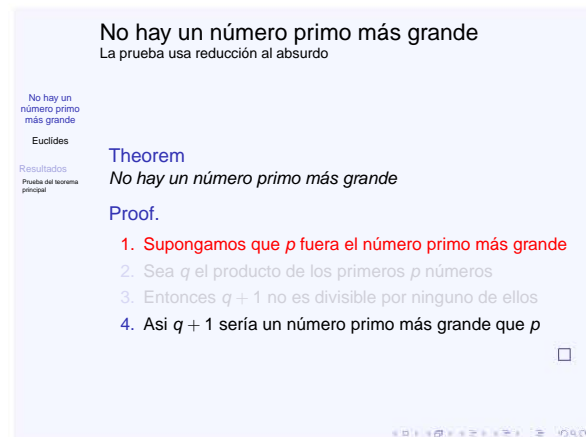 No hay un número primo más grande
La prueba usa reducción al absurdo
No hay un
número primo
más grande
Euclídes
Resultados
Prueba del teorema
principal
Theorem
No hay un número primo más grande
Proof.
1. Supongamos que p fuera el número primo más grande
2. Sea q el producto de los primeros p números
3. Entonces q + 1 no es divisible por ninguno de ellos
4. Asi q + 1 sería un número primo más grande que p